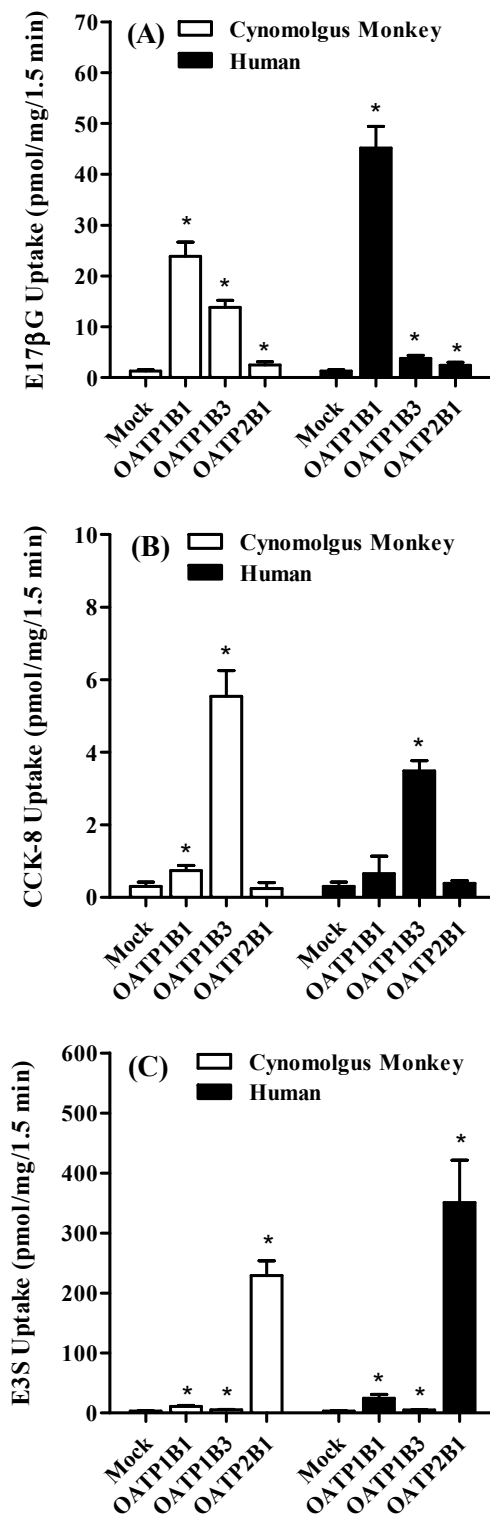 (A)
Cynomolgus Monkey
Human
E17βG Uptake (pmol/mg/1.5 min)
70
60
50
40
30
20
10
0
*
*
*
*
*
*
Mock
OATP1B1
OATP1B3
OATP2B1
Mock
OATP1B1
OATP1B3
OATP2B1
(B)
Cynomolgus Monkey
Human
CCK-8 Uptake (pmol/mg/1.5 min)
10
8
6
4
2
0
*
*
*
Mock
OATP1B1
OATP1B3
OATP2B1
Mock
OATP1B1
OATP1B3
OATP2B1
(C)
Cynomolgus Monkey
Human
E3S Uptake (pmol/mg/1.5 min)
600
500
400
300
200
100
0
*
*
*
*
*
*
Mock
OATP1B1
OATP1B3
OATP2B1
Mock
OATP1B1
OATP1B3
OATP2B1